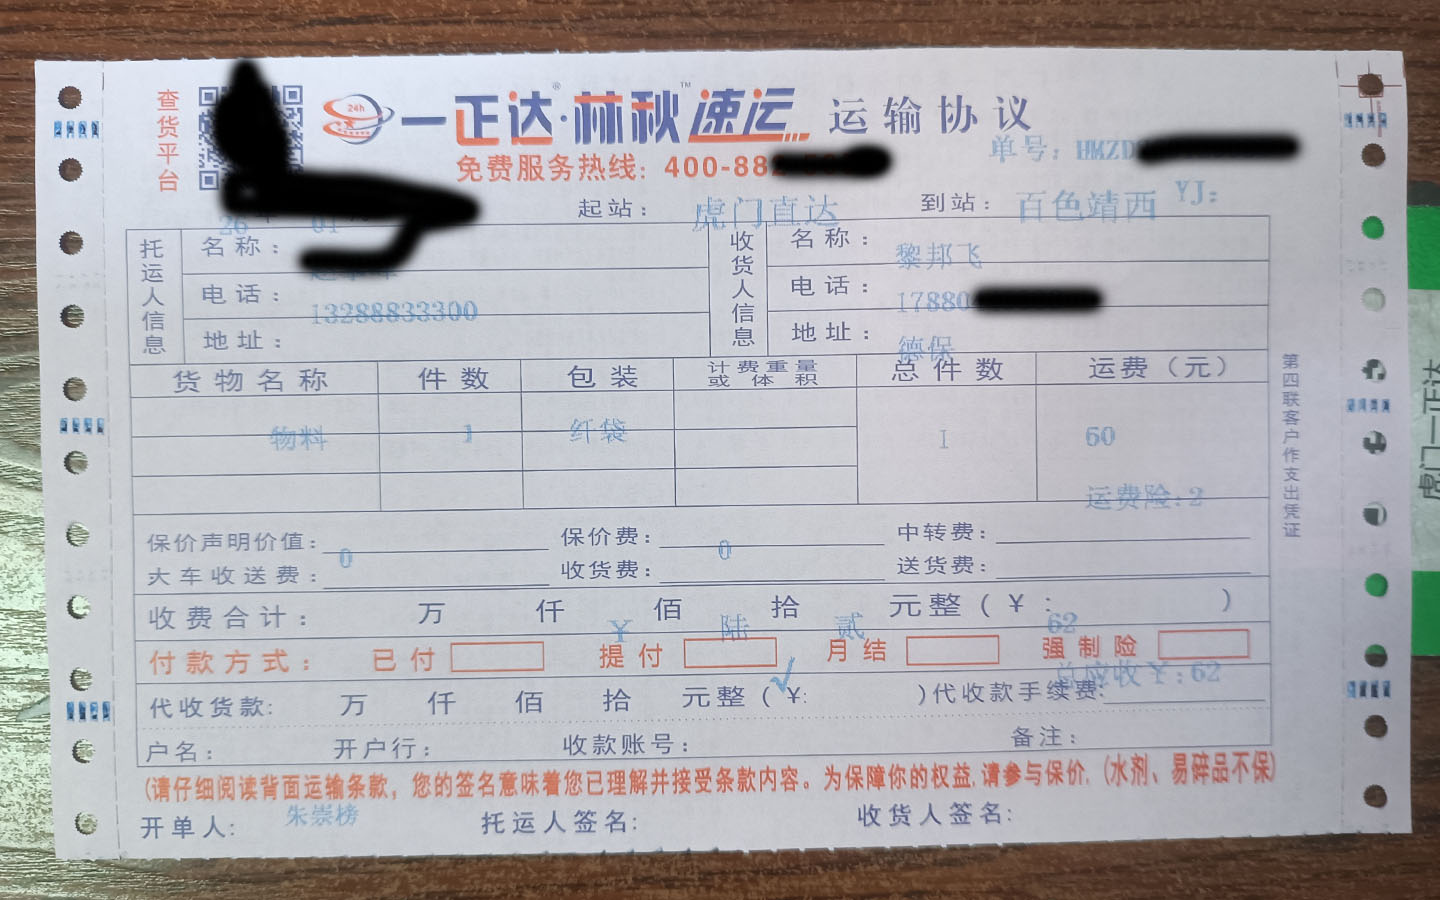 查货平台
24h
一正达®·林秋™速运 运输协议
免费服务热线: 400-88
单号: HMZD
起站: 虎门直达 到站: 百色靖西 YJ:
26 年 01
托运人信息
名称:
电话: 13288833300
地址:
收货人信息
名称: 黎邦飞
电话: 17880
地址: 德保
货物名称 件数 包装 计费重量或体积 总件数 运费（元）
物料 1 纤袋 1 60
运费险:2
保价声明价值: 0 保价费: 0 中转费:
大车收送费: 收货费: 送货费:
收费合计: 万 仟 佰 拾 元整(¥: )
¥ 陆 贰 62
付款方式: 已付 提付 √ 月结 强制险
总应收¥:62
代收货款: 万 仟 佰 拾 元整(¥: )代收款手续费:
户名: 开户行: 收款账号: 备注:
(请仔细阅读背面运输条款，您的签名意味着您已理解并接受条款内容。为保障你的权益,请参与保价,(水剂、易碎品不保)
开单人: 朱崇榜 托运人签名: 收货人签名:
第四联客户作支出凭证
虎门一正达